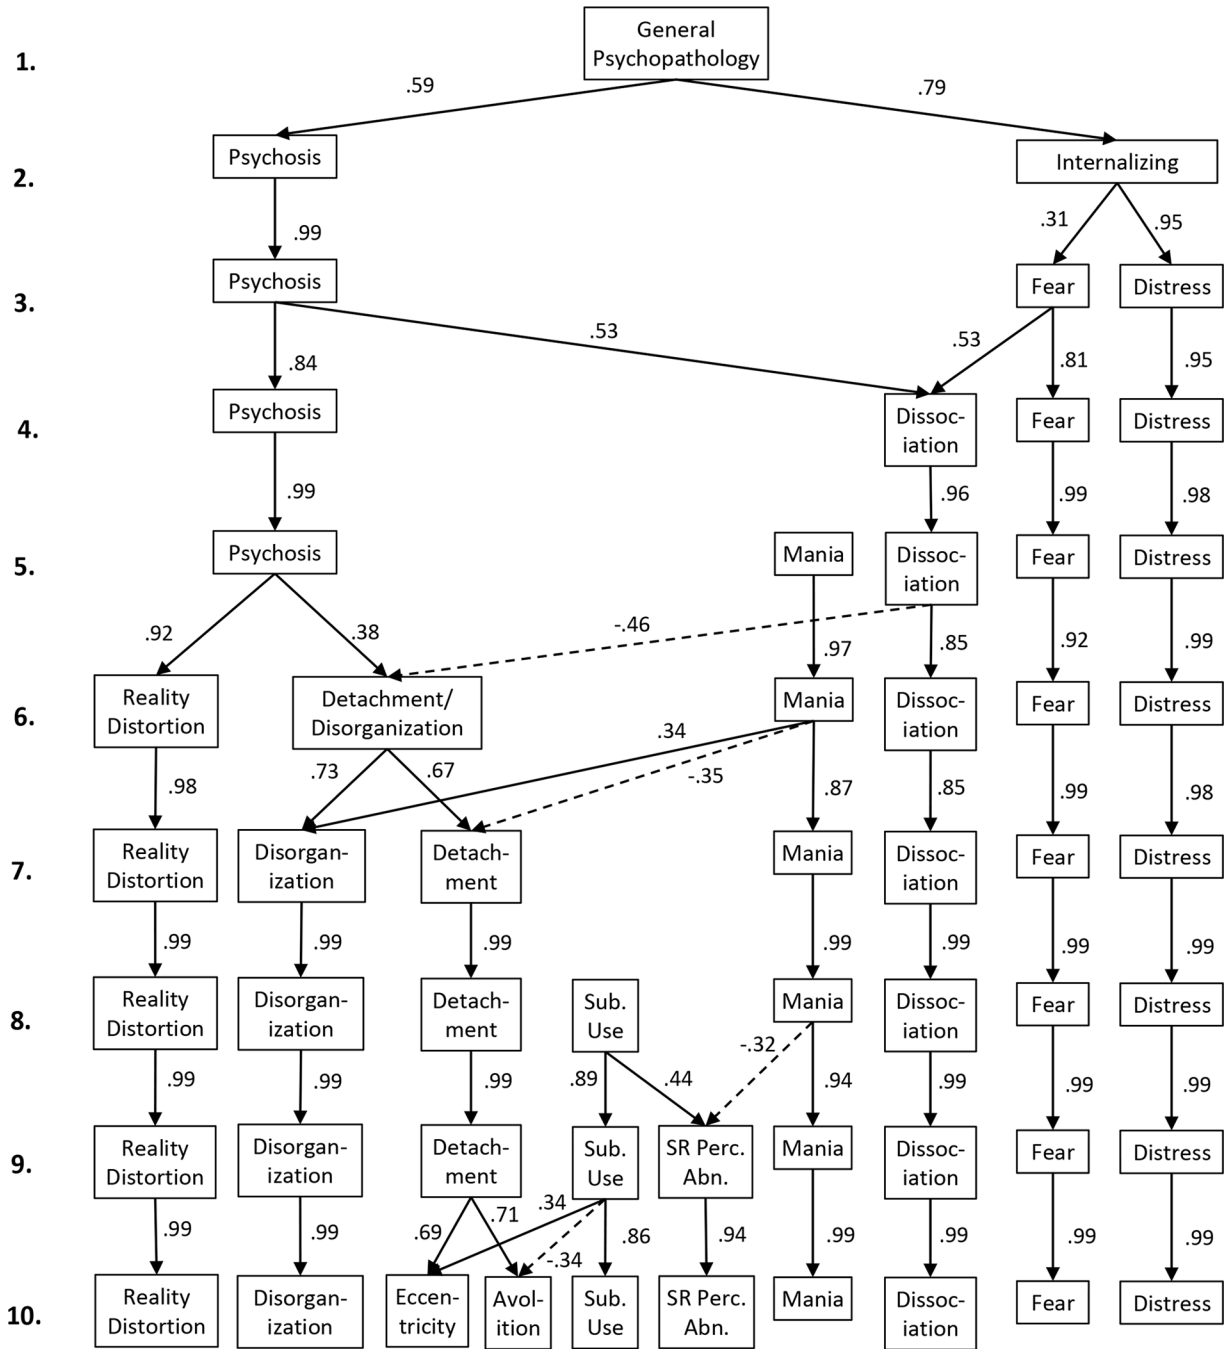 1.
General
Psychopathology
.59
.79
2.
Psychosis
Internalizing
.99
.31
.95
3.
Psychosis
Fear
Distress
.84
.53
.53
.81
.95
4.
Psychosis
Dissoc-
iation
Fear
Distress
.99
.96
.99
.98
5.
Psychosis
Mania
Dissoc-
iation
Fear
Distress
.92
.38
-.46
.97
.85
.92
.99
6.
Reality
Distortion
Detachment/
Disorganization
Mania
Dissoc-
iation
Fear
Distress
.98
.73
.67
.34
-.35
.87
.85
.99
.98
7.
Reality
Distortion
Disorgan-
ization
Detach-
ment
Mania
Dissoc-
iation
Fear
Distress
.99
.99
.99
.99
.99
.99
.99
8.
Reality
Distortion
Disorgan-
ization
Detach-
ment
Sub.
Use
Mania
Dissoc-
iation
Fear
Distress
.99
.99
.99
.89
.44
-.32
.94
.99
.99
.99
9.
Reality
Distortion
Disorgan-
ization
Detach-
ment
Sub.
Use
SR Perc.
Abn.
Mania
Dissoc-
iation
Fear
Distress
.99
.99
.69
.71
.34
-.34
.86
.94
.99
.99
.99
.99
10.
Reality
Distortion
Disorgan-
ization
Eccen-
tricity
Avol-
ition
Sub.
Use
SR Perc.
Abn.
Mania
Dissoc-
iation
Fear
Distress